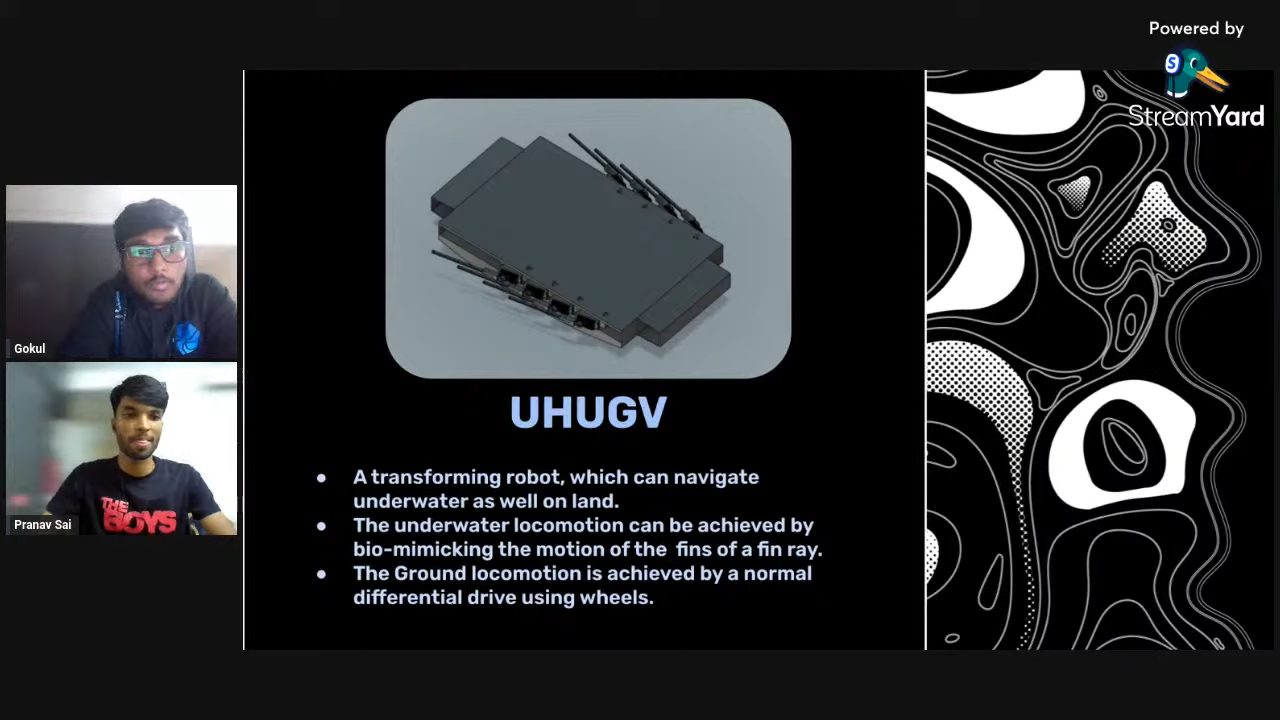 Powered by
S
StreamYard
Gokul
THE
BOYS
Pranav Sai
UHUGV
● A transforming robot, which can navigate
underwater as well on land.
● The underwater locomotion can be achieved by
bio-mimicking the motion of the fins of a fin ray.
● The Ground locomotion is achieved by a normal
differential drive using wheels.